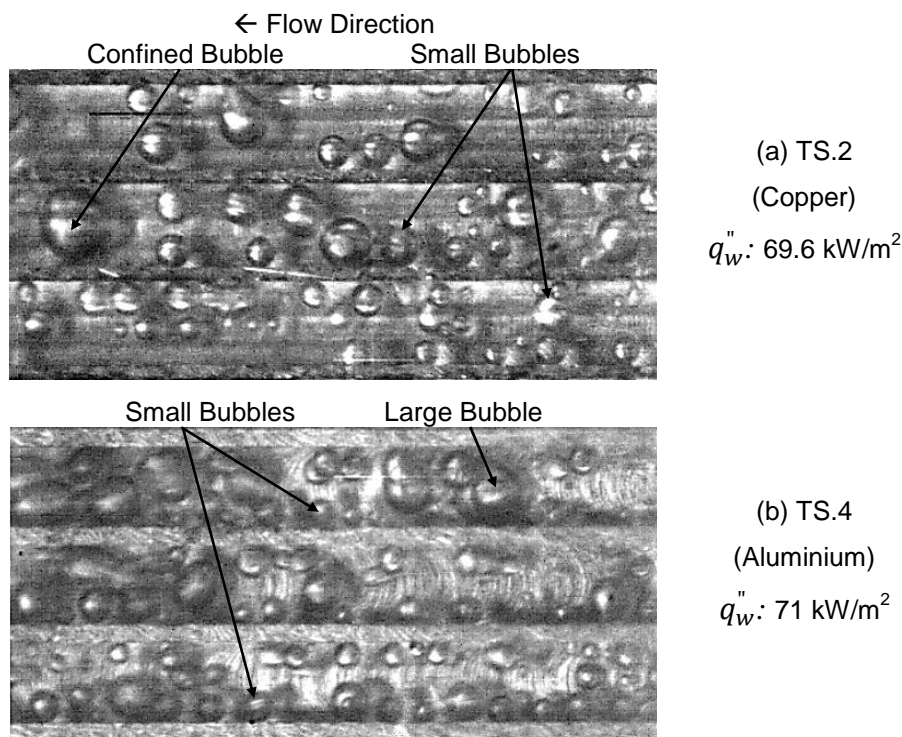 ← Flow Direction
Confined Bubble Small Bubbles
(a) TS.2
(Copper)
q"w: 69.6 kW/m²
Small Bubbles Large Bubble
(b) TS.4
(Aluminium)
q"w: 71 kW/m²